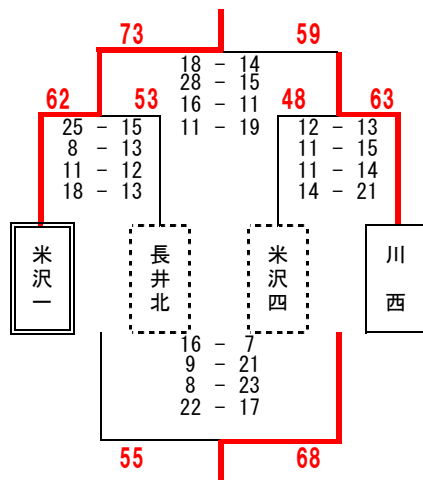 73 59
18 - 14
28 - 15
16 - 11
11 - 19
62 53 48 63
25 - 15
8 - 13
11 - 12
18 - 13
12 - 13
11 - 15
11 - 14
14 - 21
米沢一
長井北
米沢四
川西
16 - 7
9 - 21
8 - 23
22 - 17
55 68